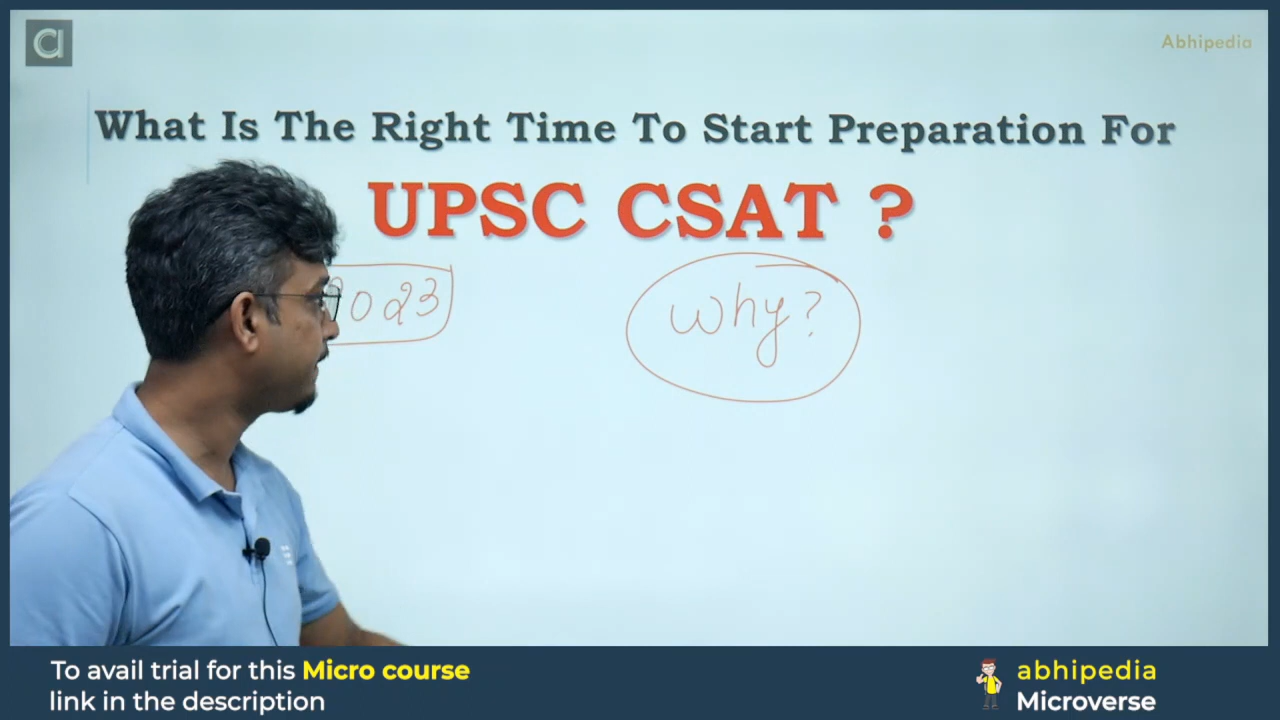 a
Abhipedia
What Is The Right Time To Start Preparation For
UPSC CSAT ?
2023
Why?
To avail trial for this Micro course
link in the description
abhipedia
Microverse